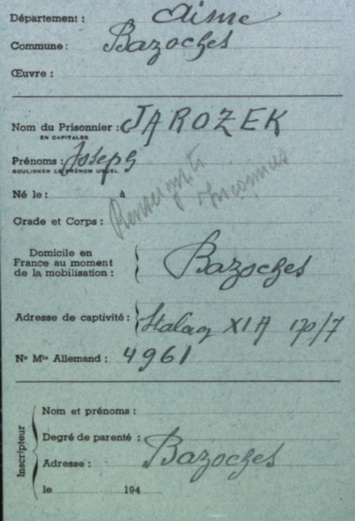 Département : Aisne
Commune : Bazoches
Œuvre :
Nom du Prisonnier : JAROZEK
EN CAPITALES
Prénoms : Joseph
SOULIGNER LE PRÉNOM USUEL
Né le : à
Renseignts
inconnus
Grade et Corps :
Domicile en
France au moment
de la mobilisation :
Bazoches
Adresse de captivité : Stalag XI A 170/7
Nº Mle Allemand : 4961
Inscripteur
Nom et prénoms :
Degré de parenté :
Adresse : Bazoches
le 194